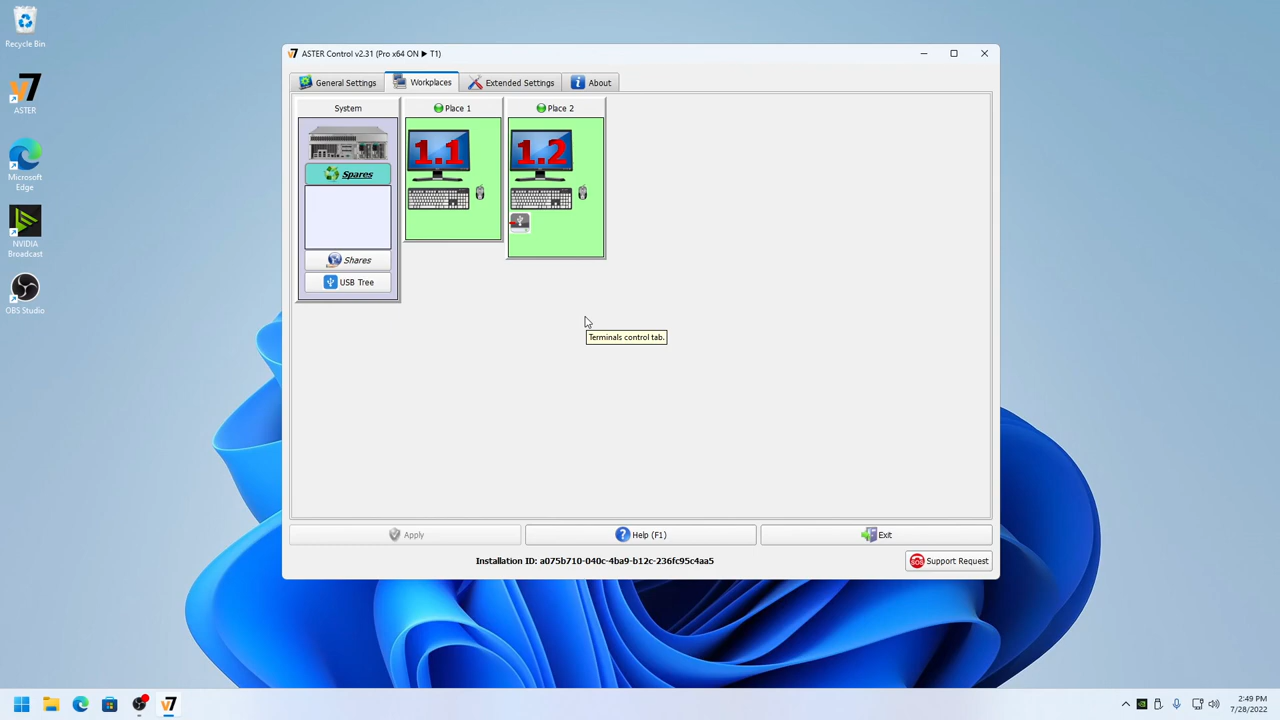 Recycle Bin
ASTER
Microsoft
Edge
NVIDIA
Broadcast
OBS Studio
v7 ASTER Control v2.31 (Pro x64 ON ▶ T1)
General Settings
Workplaces
Extended Settings
About
System
Spares
Shares
USB Tree
Place 1
1.1
Place 2
1.2
Terminals control tab.
Apply
Help (F1)
Exit
Installation ID: a075b710-040c-4ba9-b12c-236fc95c4aa5
SOS Support Request
2:49 PM
7/28/2022